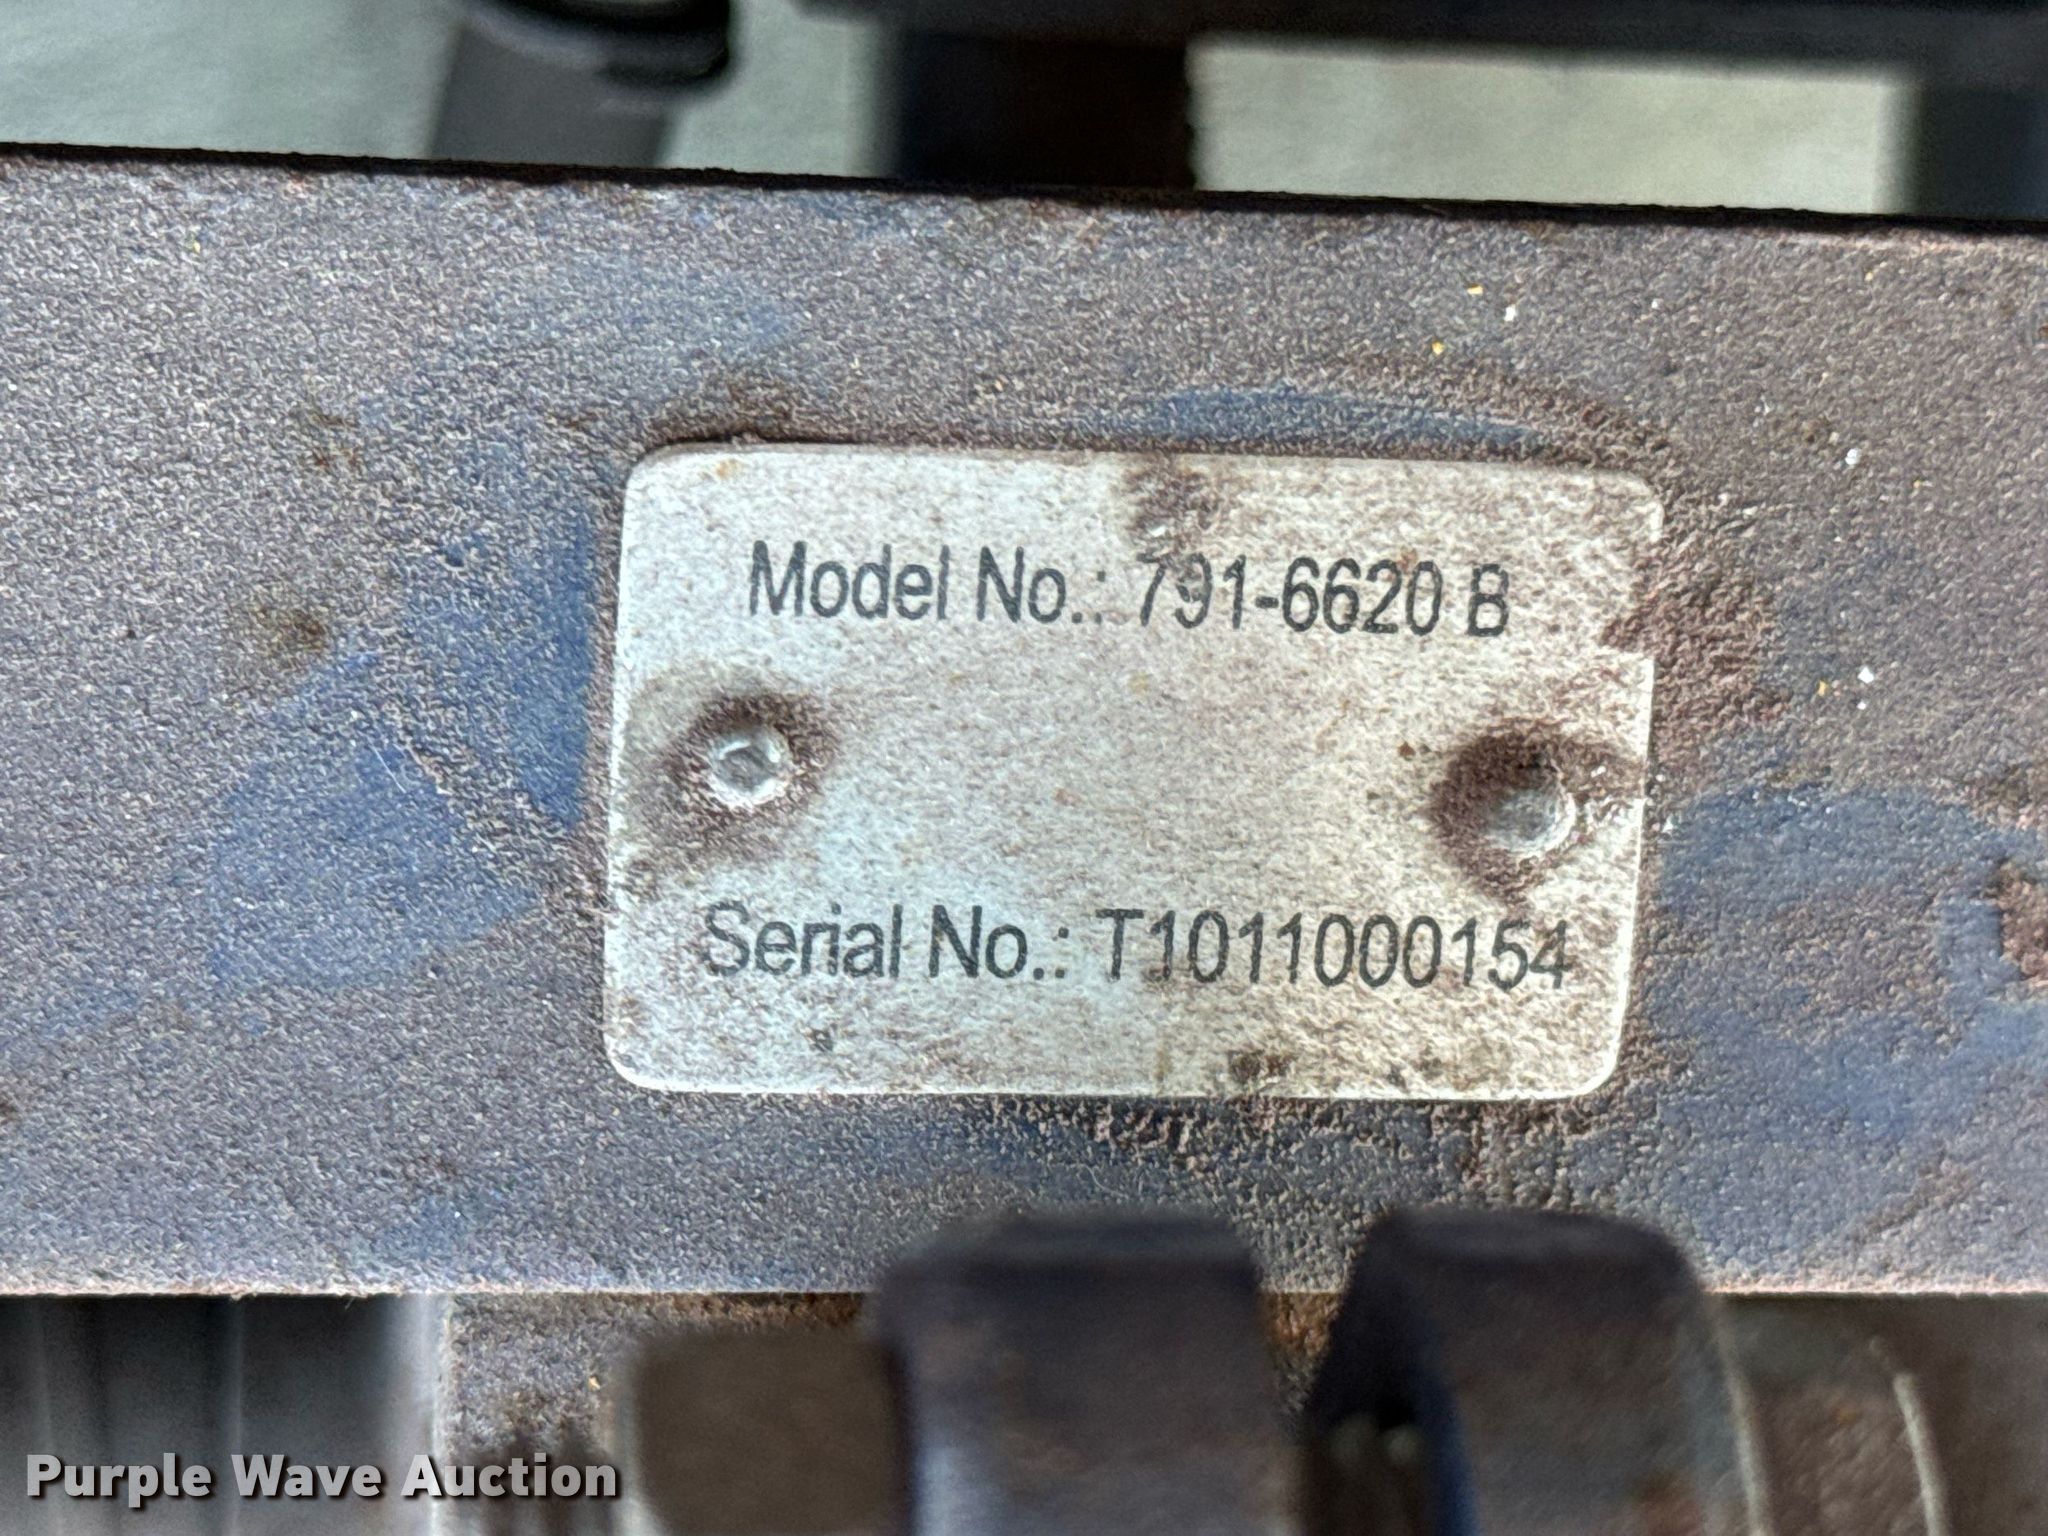 Model No.: 791-6620 B
Serial No.: T1011000154
Purple Wave Auction